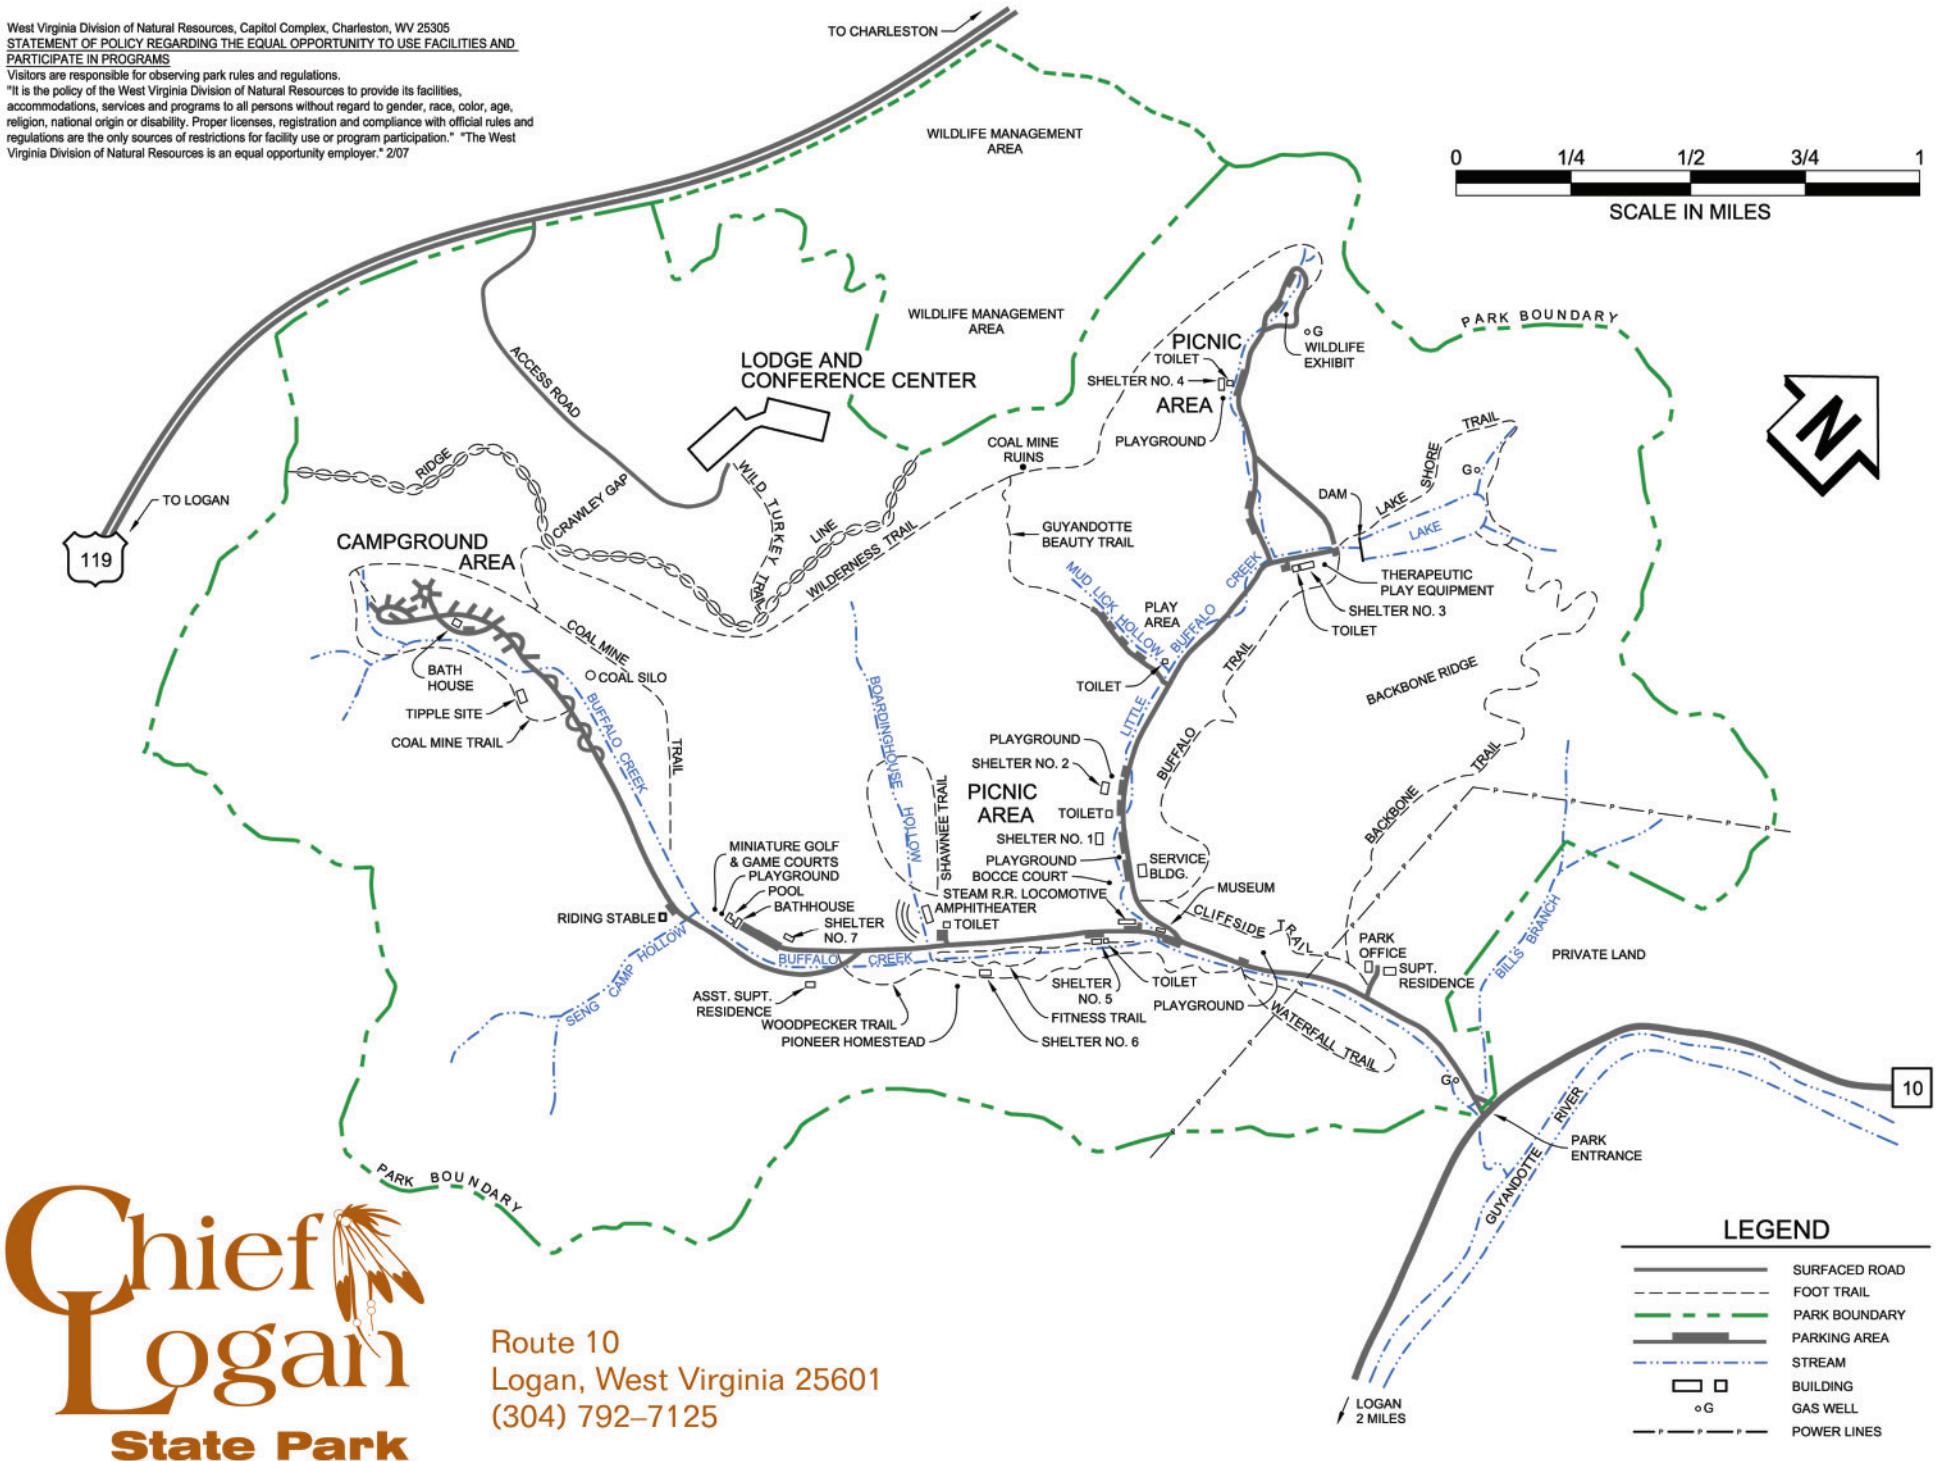 West Virginia Division of Natural Resources, Capitol Complex, Charleston, WV 25305
STATEMENT OF POLICY REGARDING THE EQUAL OPPORTUNITY TO USE FACILITIES AND
PARTICIPATE IN PROGRAMS
Visitors are responsible for observing park rules and regulations.
"It is the policy of the West Virginia Division of Natural Resources to provide its facilities,
accommodations, services and programs to all persons without regard to gender, race, color, age,
religion, national origin or disability. Proper licenses, registration and compliance with official rules and
regulations are the only sources of restrictions for facility use or program participation." "The West
Virginia Division of Natural Resources is an equal opportunity employer." 2/07
TO CHARLESTON
WILDLIFE MANAGEMENT
AREA
0 1/4 1/2 3/4 1
SCALE IN MILES
WILDLIFE MANAGEMENT
AREA
PARK BOUNDARY
G
WILDLIFE
EXHIBIT
PICNIC
TOILET
SHELTER NO. 4
AREA
PLAYGROUND
LODGE AND
CONFERENCE CENTER
ACCESS ROAD
N
COAL MINE
RUINS
RIDGE
CRAWLEY GAP
WILD TURKEY TRAIL
LINE
WILDERNESS TRAIL
TO LOGAN
119
CAMPGROUND
AREA
GUYANDOTTE
BEAUTY TRAIL
DAM
LAKE SHORE TRAIL
G
LAKE
MUD LICK HOLLOW
PLAY
AREA
LITTLE BUFFALO CREEK
THERAPEUTIC
PLAY EQUIPMENT
SHELTER NO. 3
TOILET
TOILET
BUFFALO TRAIL
BACKBONE RIDGE
COAL MINE TRAIL
COAL SILO
BATH
HOUSE
TIPPLE SITE
COAL MINE TRAIL
BUFFALO CREEK
BOARDINGHOUSE HOLLOW
SHAWNEE TRAIL
PLAYGROUND
SHELTER NO. 2
PICNIC
AREA
TOILET
SHELTER NO. 1
PLAYGROUND
BOCCE COURT
STEAM R.R. LOCOMOTIVE
SERVICE
BLDG.
MUSEUM
BACKBONE TRAIL
P P P P
MINIATURE GOLF
& GAME COURTS
PLAYGROUND
POOL
BATHHOUSE
SHELTER
NO. 7
AMPHITHEATER
TOILET
RIDING STABLE
SENG CAMP HOLLOW
BUFFALO CREEK
ASST. SUPT.
RESIDENCE
WOODPECKER TRAIL
PIONEER HOMESTEAD
SHELTER
NO. 5
FITNESS TRAIL
SHELTER NO. 6
TOILET
PLAYGROUND
CLIFFSIDE TRAIL
PARK
OFFICE
SUPT.
RESIDENCE
WATERFALL TRAIL
BILLS BRANCH
PRIVATE LAND
G
GUYANDOTTE RIVER
10
PARK
ENTRANCE
PARK BOUNDARY
LOGAN
2 MILES
Chief
Logan
State Park
Route 10
Logan, West Virginia 25601
(304) 792–7125
LEGEND
SURFACED ROAD
FOOT TRAIL
PARK BOUNDARY
PARKING AREA
STREAM
BUILDING
G GAS WELL
P P P POWER LINES